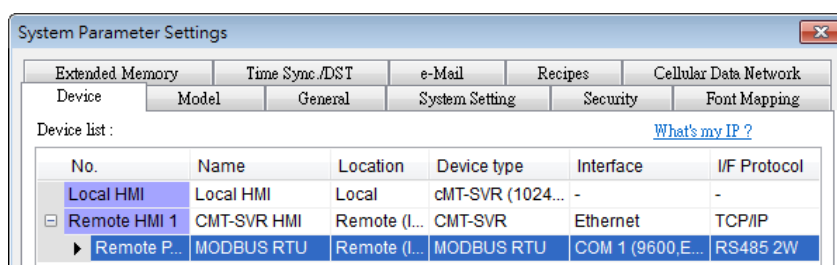 System Parameter Settings
Extended Memory Time Sync./DST e-Mail Recipes Cellular Data Network
Device Model General System Setting Security Font Mapping
Device list : What's my IP ?
No. Name Location Device type Interface I/F Protocol
Local HMI Local HMI Local cMT-SVR (1024... - -
Remote HMI 1 CMT-SVR HMI Remote (I... CMT-SVR Ethernet TCP/IP
Remote P... MODBUS RTU Remote (I... MODBUS RTU COM 1 (9600,E... RS485 2W